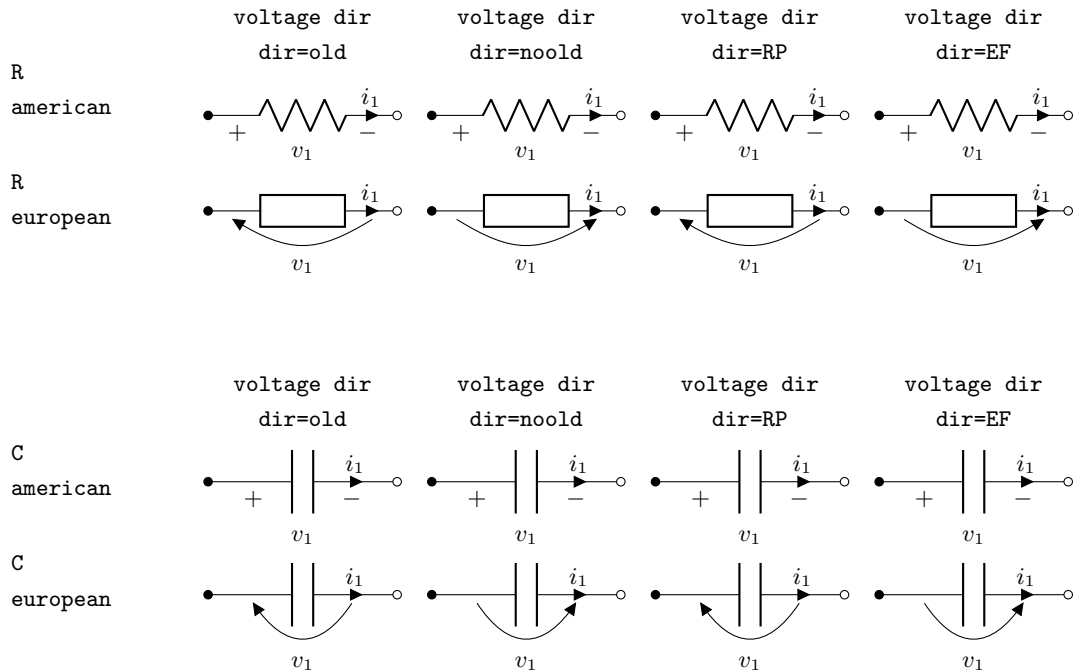 voltage dir voltage dir voltage dir voltage dir
dir=old dir=noold dir=RP dir=EF
R
american
i₁ i₁ i₁ i₁
+ − + − + − + −
v₁ v₁ v₁ v₁
R
european
i₁ i₁ i₁ i₁
v₁ v₁ v₁ v₁
voltage dir voltage dir voltage dir voltage dir
dir=old dir=noold dir=RP dir=EF
C
american
i₁ i₁ i₁ i₁
+ − + − + − + −
v₁ v₁ v₁ v₁
C
european
i₁ i₁ i₁ i₁
v₁ v₁ v₁ v₁